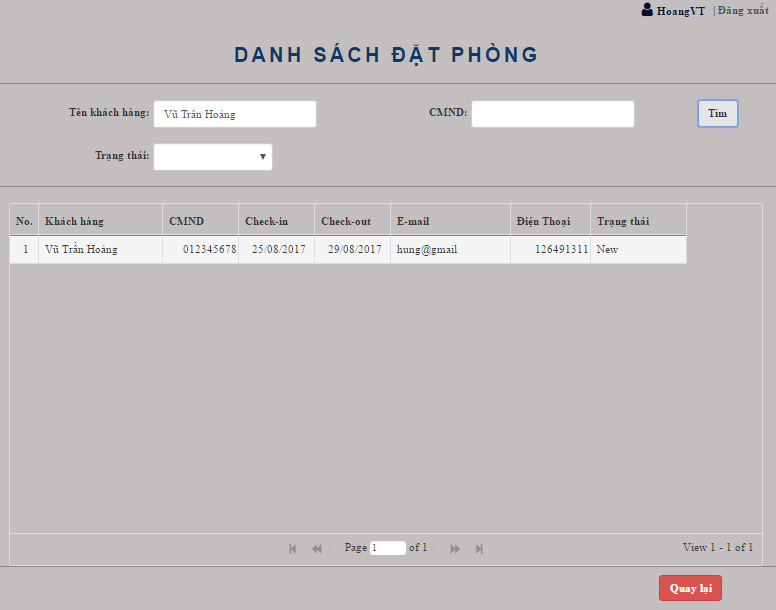 HoangVT | Đăng xuất
DANH SÁCH ĐẶT PHÒNG
Tên khách hàng: Vũ Trần Hoàng CMND: Tìm
Trạng thái:
No. Khách hàng CMND Check-in Check-out E-mail Điện Thoại Trạng thái
1 Vũ Trần Hoàng 012345678 25/08/2017 29/08/2017 hung@gmail 126491311 New
Page 1 of 1 View 1 - 1 of 1
Quay lại